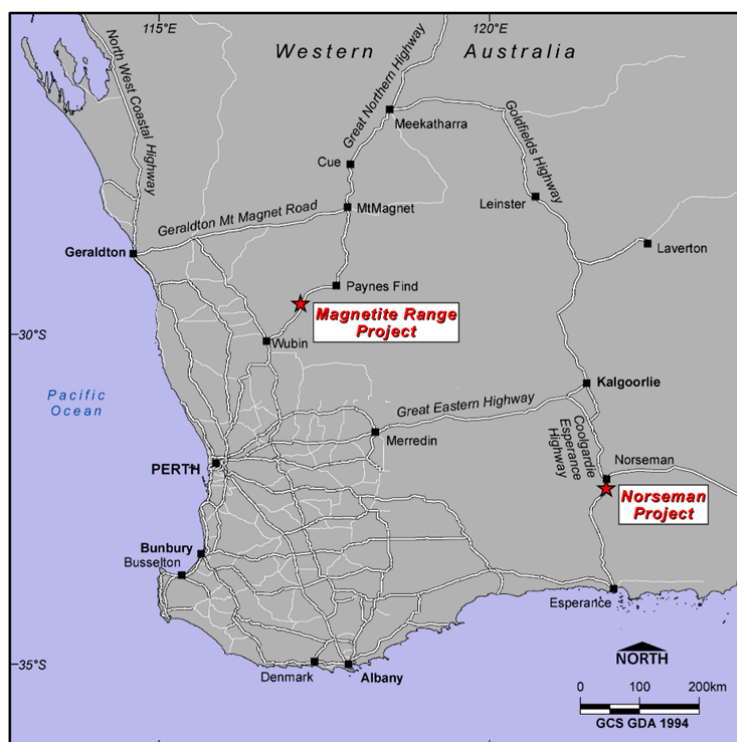 115°E
120°E
Western Australia
North West Coastal Highway
Great Northern Highway
Meekatharra
Goldfields Highway
Cue
Leinster
MtMagnet
Geraldton Mt Magnet Road
Geraldton
Laverton
Paynes Find
Magnetite Range
Project
30°S
Wubin
Pacific
Ocean
Kalgoorlie
Great Eastern Highway
Coolgardie
Esperance
Highway
Merredin
PERTH
Norseman
Norseman
Project
Bunbury
Busselton
Esperance
35°S
Denmark
Albany
NORTH
0 100 200km
GCS GDA 1994